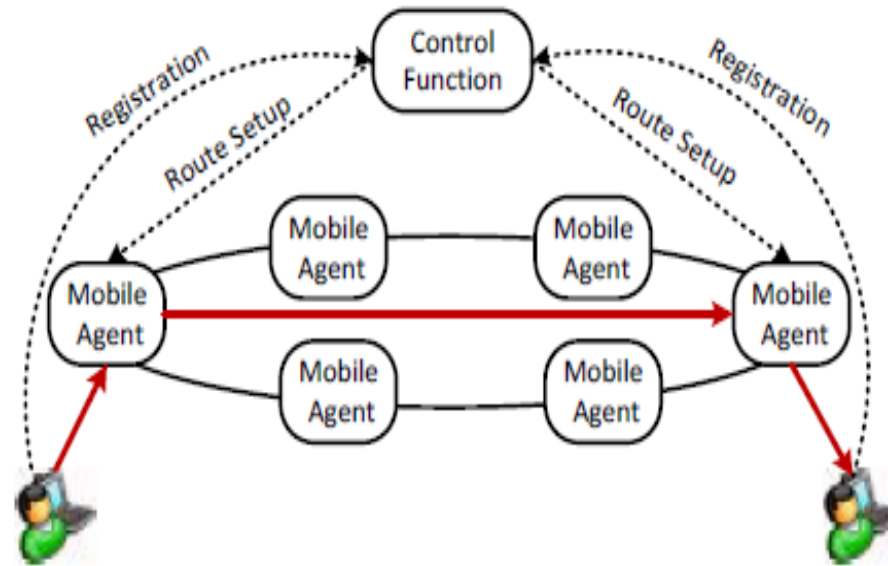 Control
Function
Registration
Route Setup
Route Setup
Registration
Mobile
Agent
Mobile
Agent
Mobile
Agent
Mobile
Agent
Mobile
Agent
Mobile
Agent